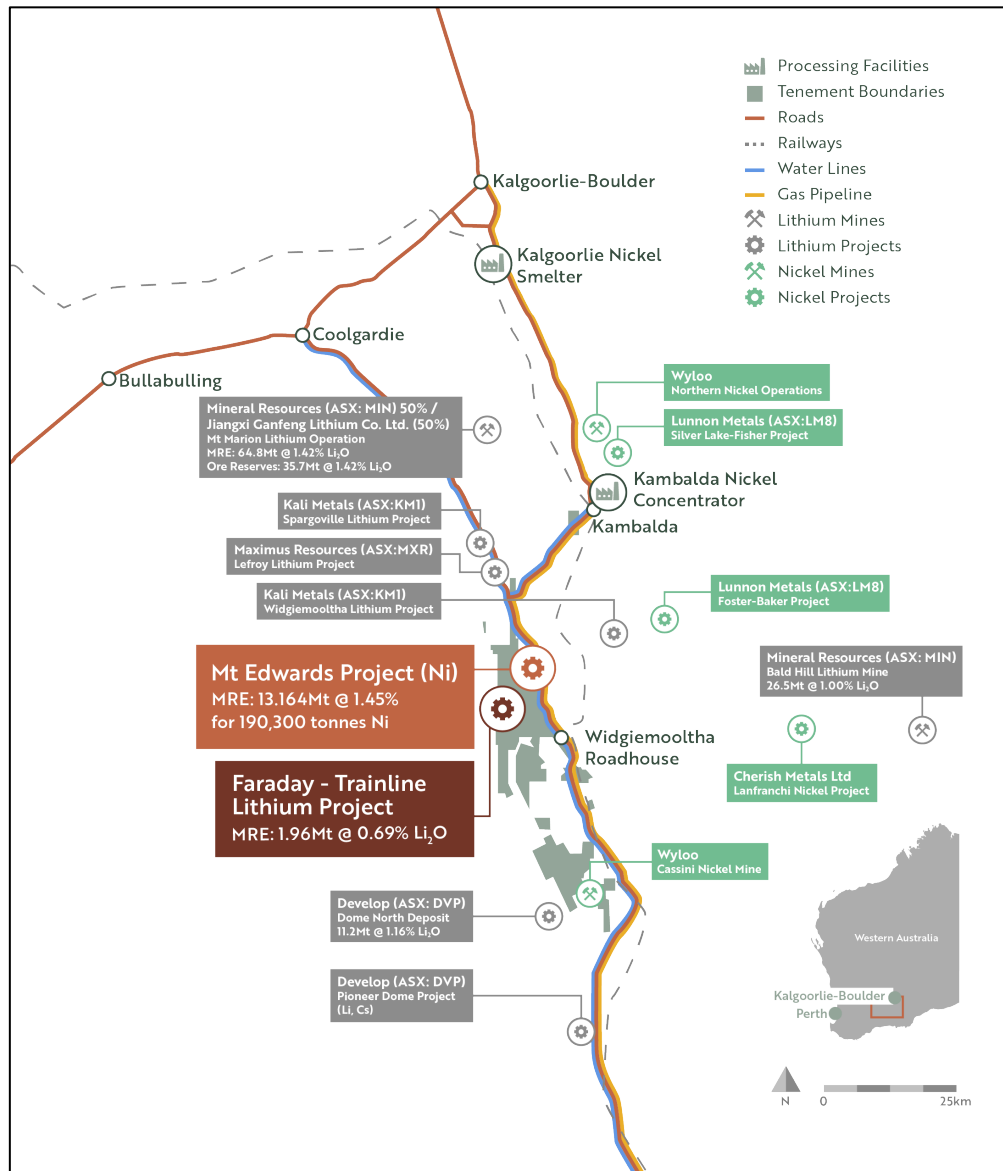 Processing Facilities
Tenement Boundaries
Roads
Railways
Water Lines
Gas Pipeline
Lithium Mines
Lithium Projects
Nickel Mines
Nickel Projects
Kalgoorlie-Boulder
Kalgoorlie Nickel
Smelter
Coolgardie
Bullabulling
Wyloo
Northern Nickel Operations
Mineral Resources (ASX: MIN) 50% /
Jiangxi Ganfeng Lithium Co. Ltd. (50%)
Mt Marion Lithium Operation
MRE: 64.8Mt @ 1.42% Li₂O
Ore Reserves: 35.7Mt @ 1.42% Li₂O
Lunnon Metals (ASX:LM8)
Silver Lake-Fisher Project
Kambalda Nickel
Concentrator
Kambalda
Kali Metals (ASX:KM1)
Spargoville Lithium Project
Maximus Resources (ASX:MXR)
Lefroy Lithium Project
Kali Metals (ASX:KM1)
Widgiemooltha Lithium Project
Lunnon Metals (ASX:LM8)
Foster-Baker Project
Mt Edwards Project (Ni)
MRE: 13.164Mt @ 1.45%
for 190,300 tonnes Ni
Mineral Resources (ASX: MIN)
Bald Hill Lithium Mine
26.5Mt @ 1.00% Li₂O
Widgiemooltha
Roadhouse
Faraday - Trainline
Lithium Project
MRE: 1.96Mt @ 0.69% Li₂O
Cherish Metals Ltd
Lanfranchi Nickel Project
Wyloo
Cassini Nickel Mine
Develop (ASX: DVP)
Dome North Deposit
11.2Mt @ 1.16% Li₂O
Develop (ASX: DVP)
Pioneer Dome Project
(Li, Cs)
Western Australia
Kalgoorlie-Boulder
Perth
N
0
25km